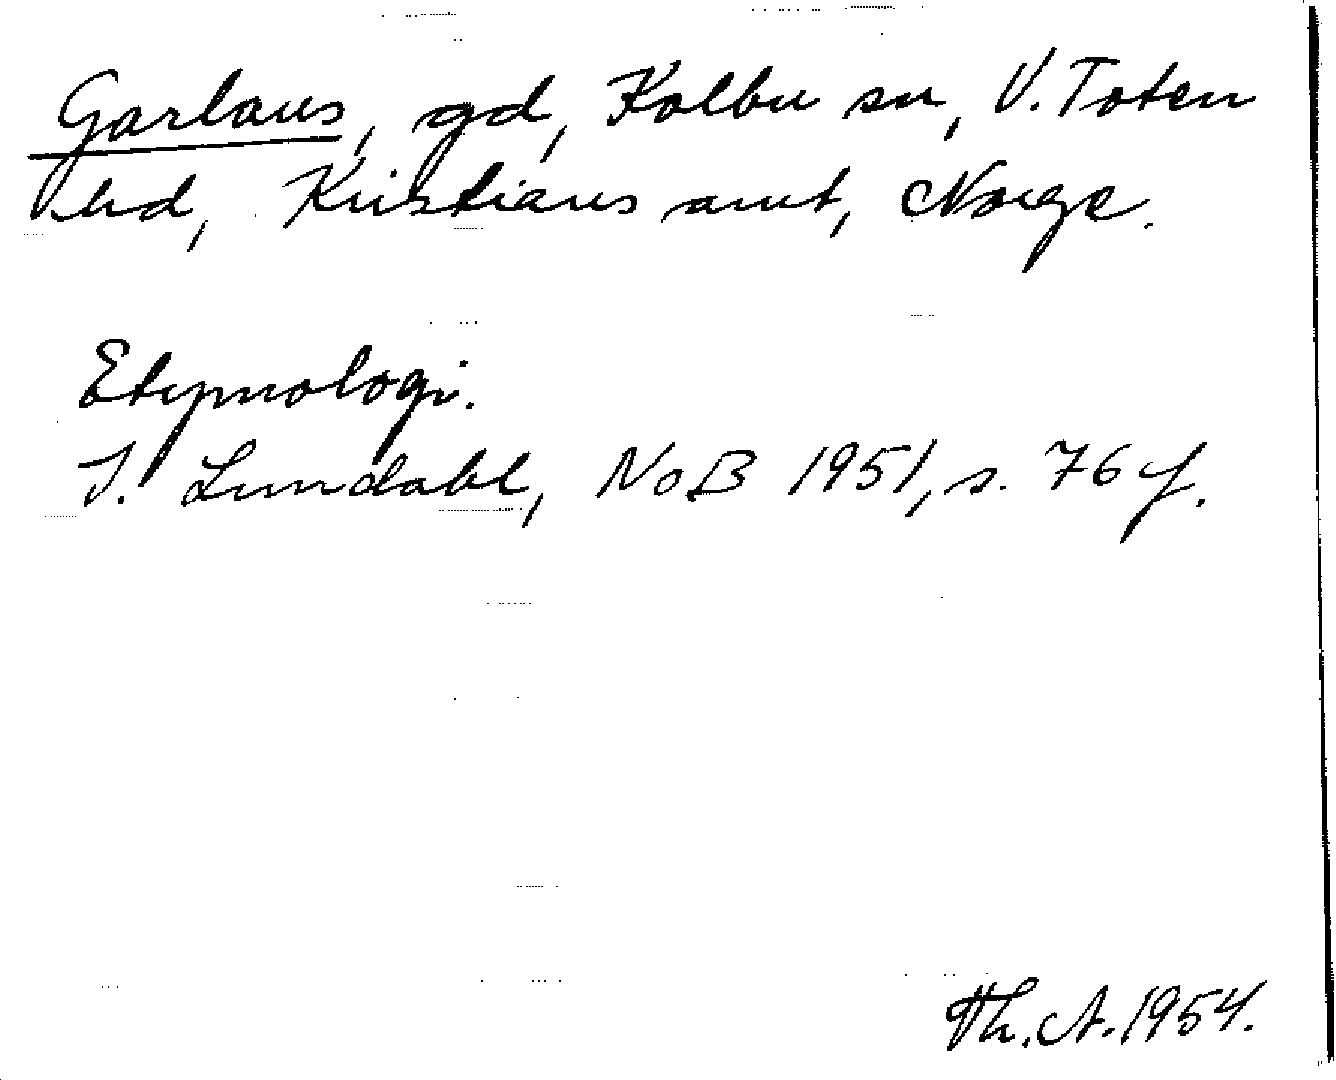 Garlaus, gd, Kolbu sn, V. Toten
hd, Kristians amt, Norge.
Etymologi.
I. Lundahl, NoB 1951, s. 76 f.
Th. A. 1954.